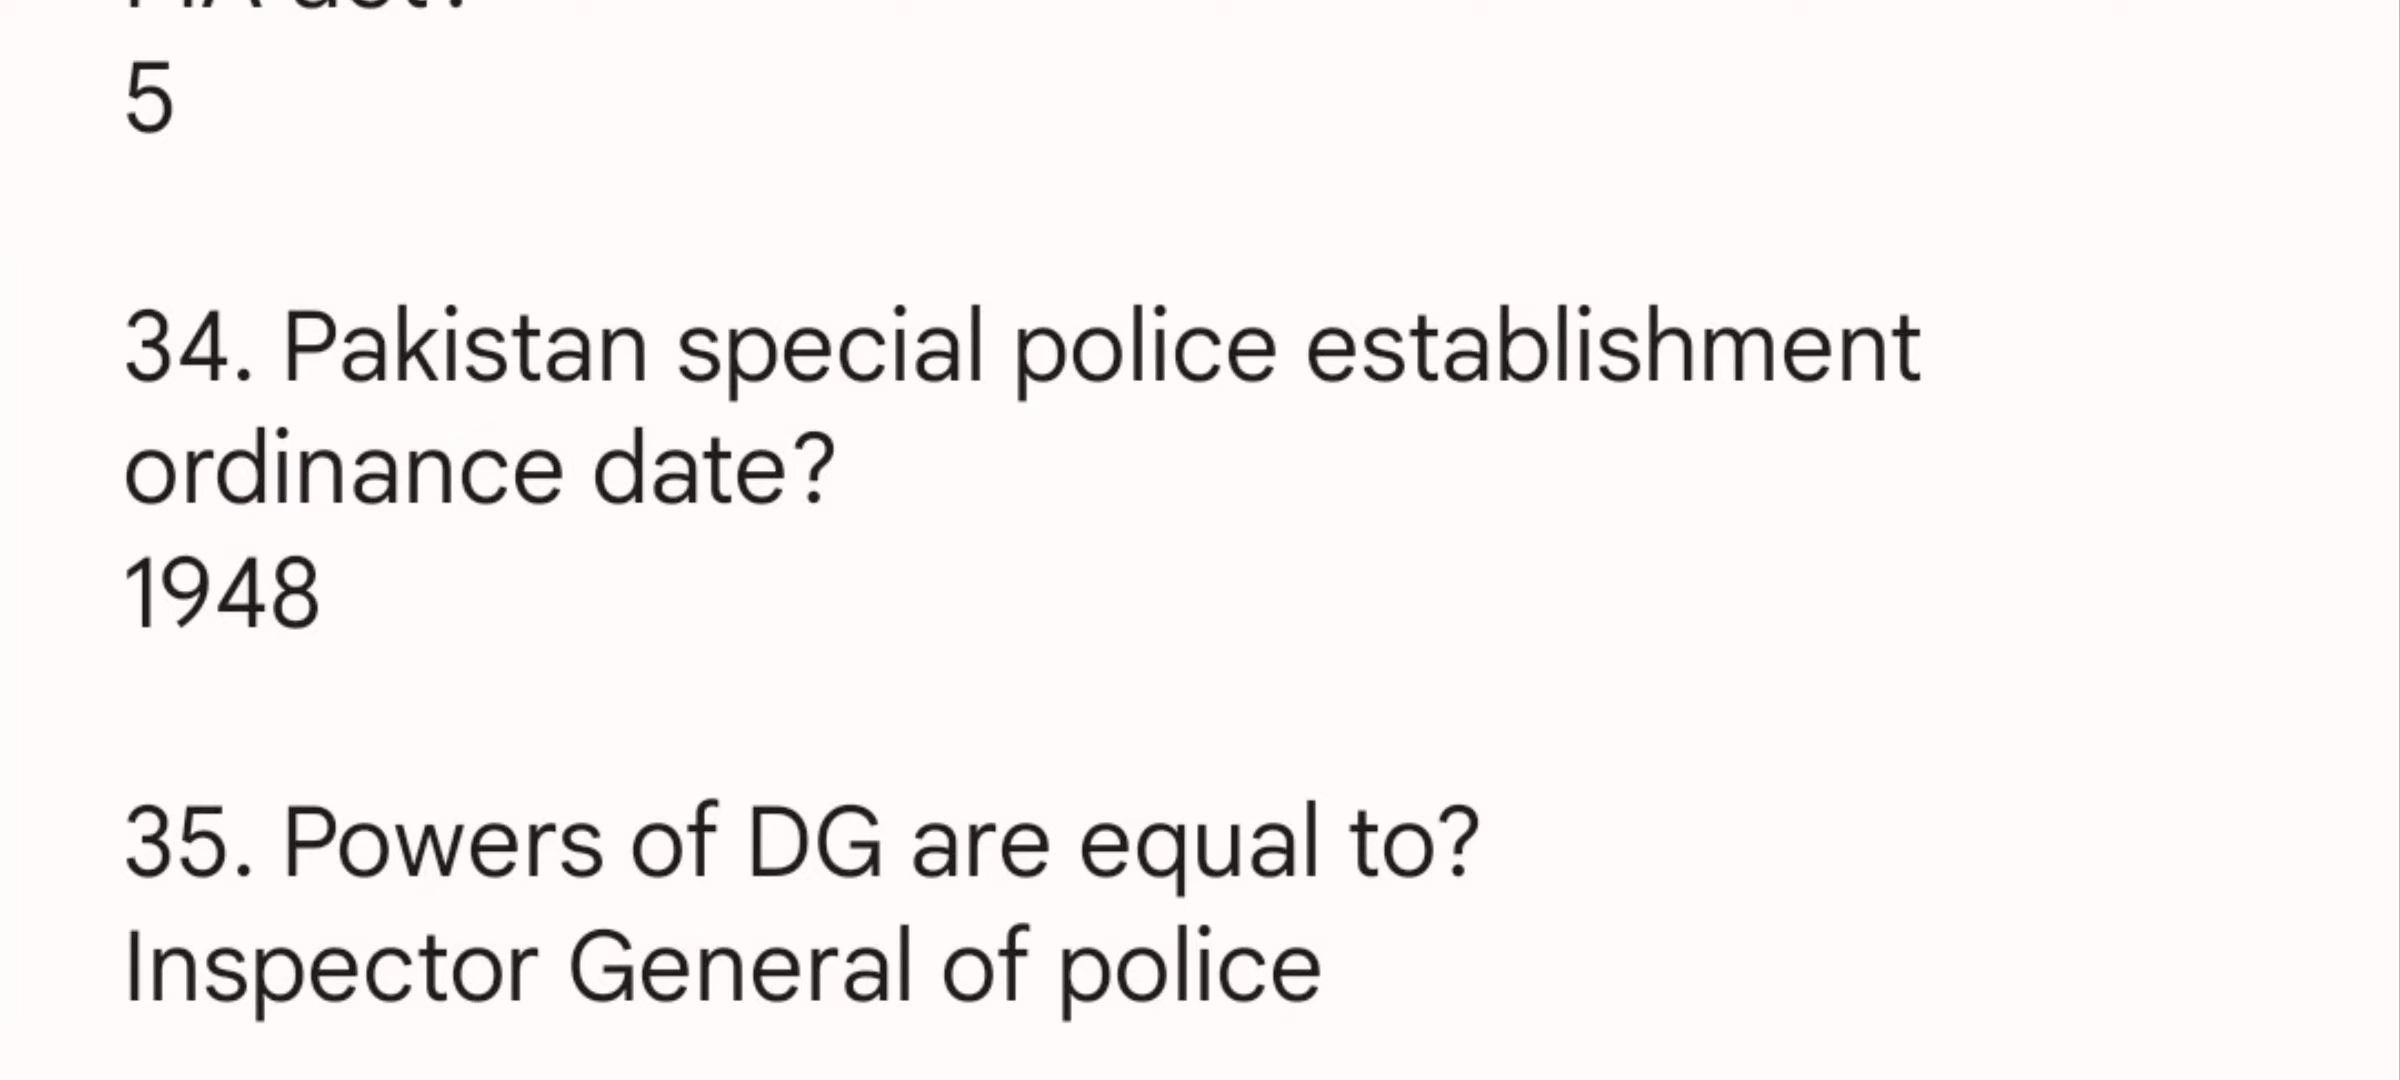 5
34. Pakistan special police establishment
ordinance date?
1948
35. Powers of DG are equal to?
Inspector General of police